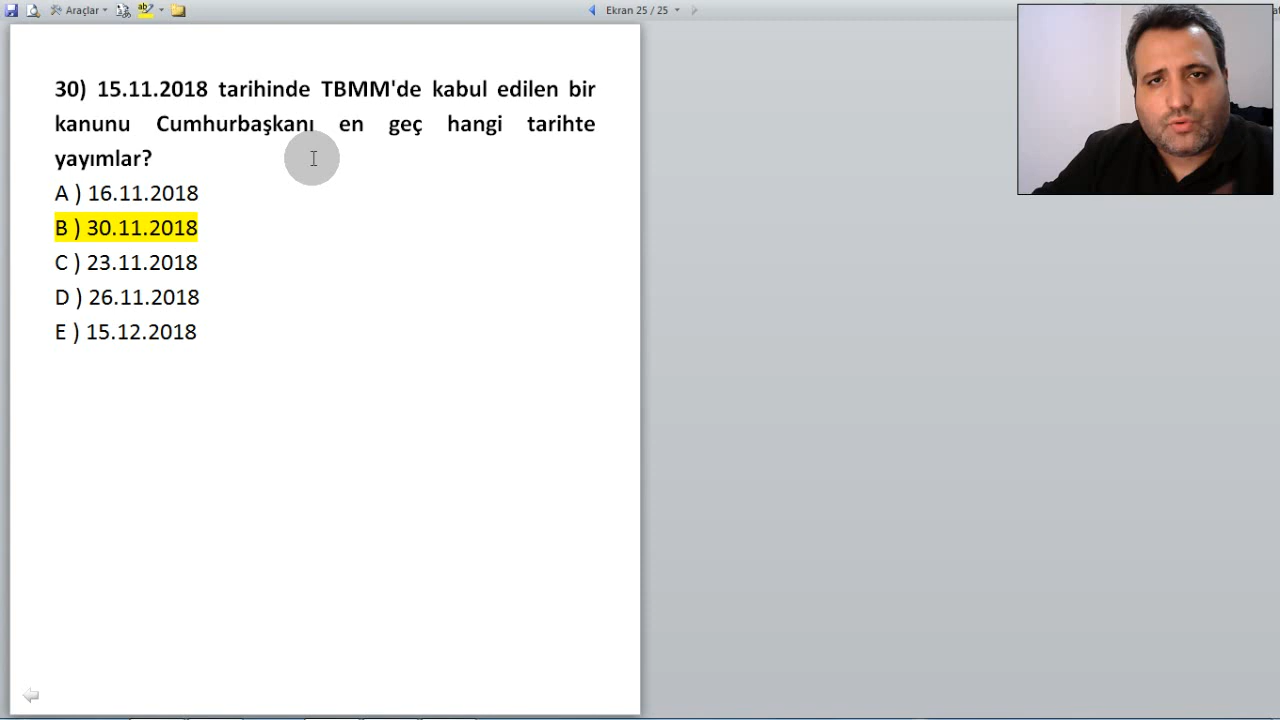 Araçlar
Ekran 25 / 25
30) 15.11.2018 tarihinde TBMM'de kabul edilen bir
kanunu Cumhurbaşkanı en geç hangi tarihte
yayımlar?
A ) 16.11.2018
B ) 30.11.2018
C ) 23.11.2018
D ) 26.11.2018
E ) 15.12.2018